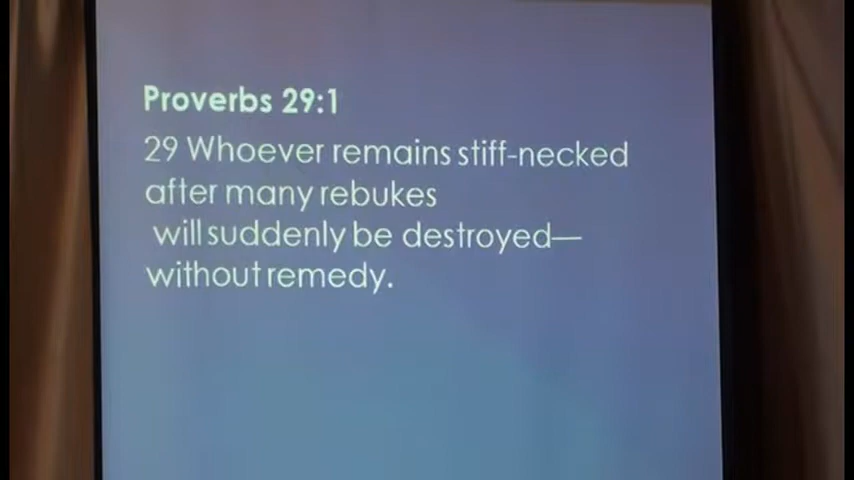 Proverbs 29:1
29 Whoever remains stiff-necked
after many rebukes
will suddenly be destroyed—
without remedy.